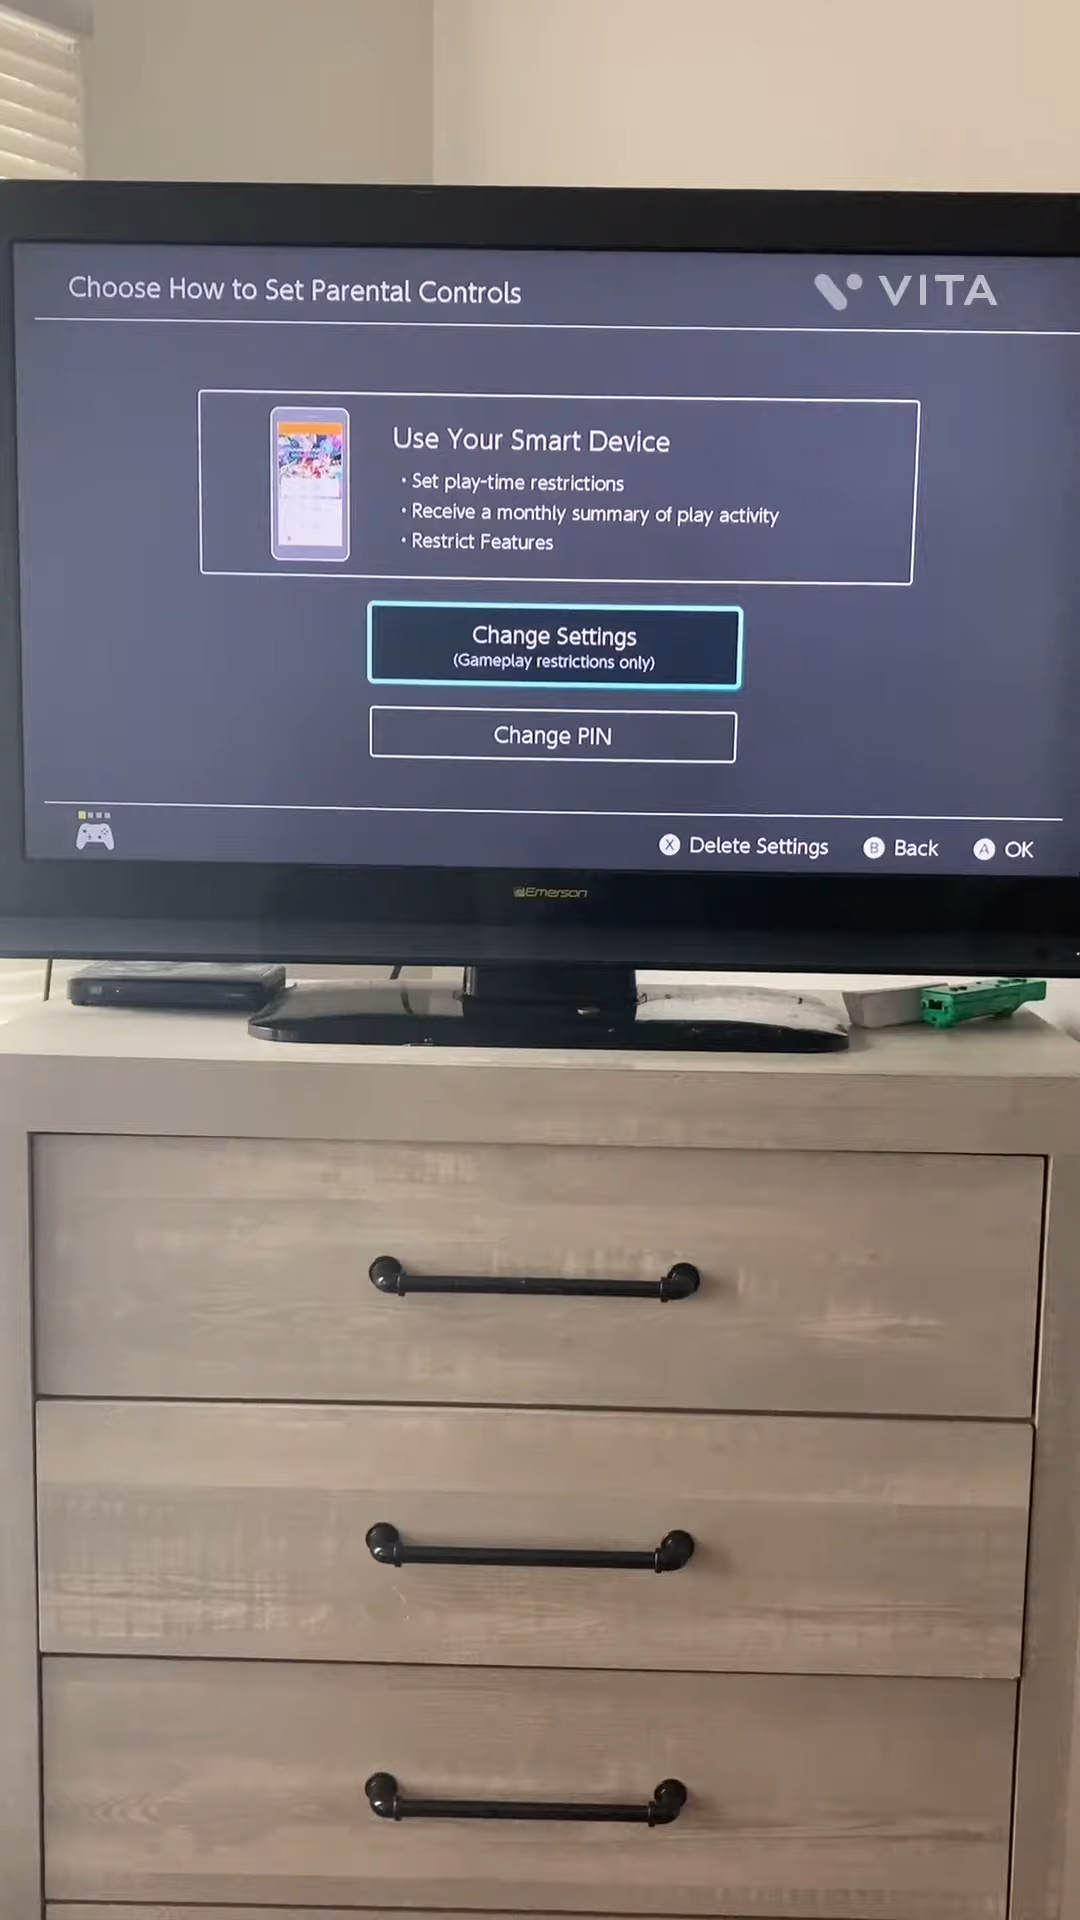 Choose How to Set Parental Controls
VITA
Use Your Smart Device
• Set play-time restrictions
• Receive a monthly summary of play activity
• Restrict Features
Change Settings
(Gameplay restrictions only)
Change PIN
X Delete Settings B Back A OK
Emerson